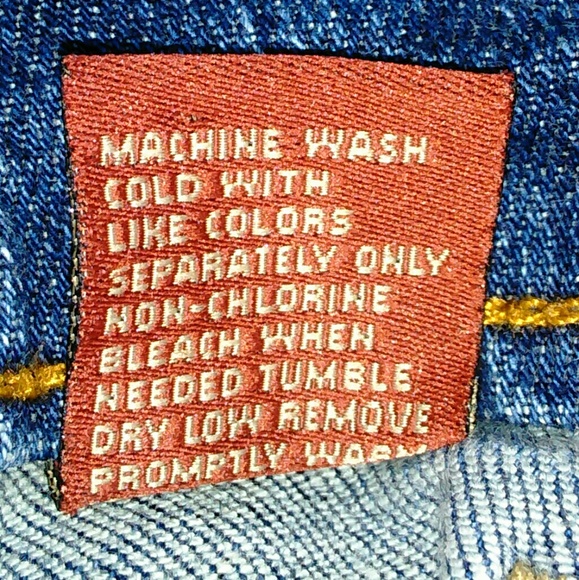 MACHINE WASH
COLD WITH
LIKE COLORS
SEPARATELY ONLY
NON-CHLORINE
BLEACH WHEN
NEEDED TUMBLE
DRY LOW REMOVE
PROMPTLY